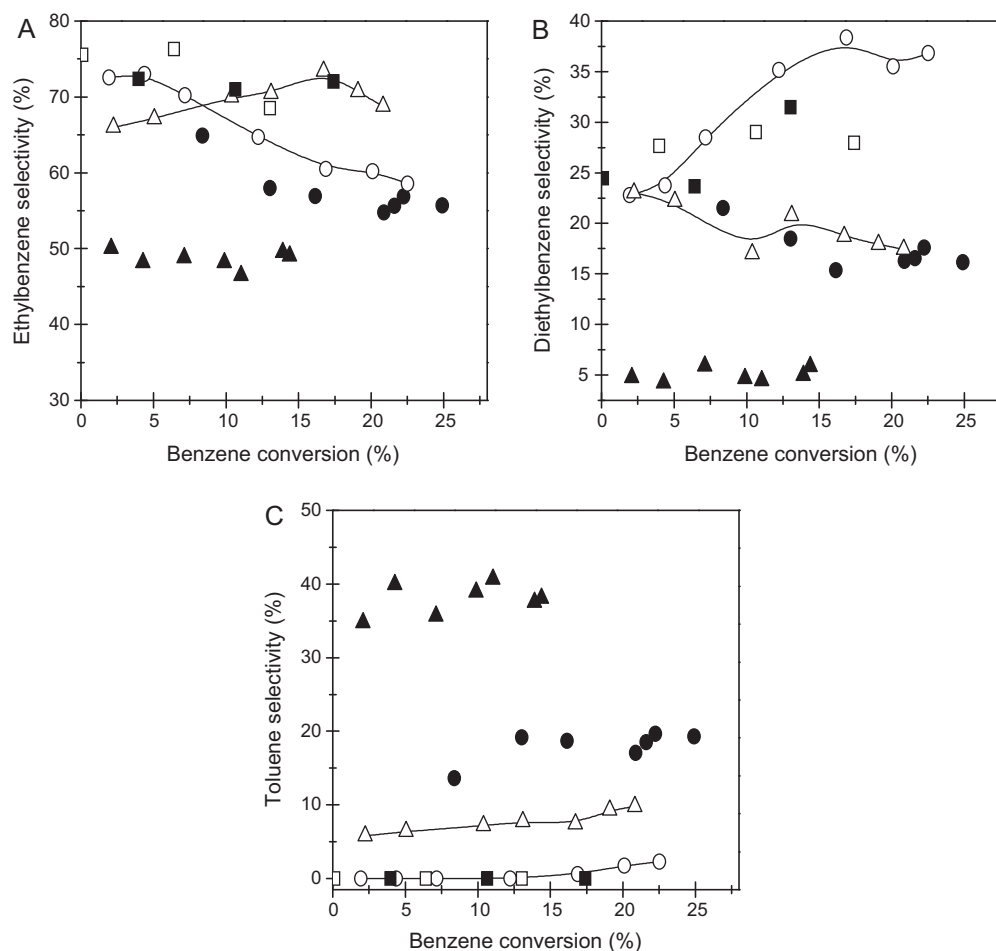 A
Ethylbenzene selectivity (%)
80
70
60
50
40
30
0 5 10 15 20 25
Benzene conversion (%)
B
Diethylbenzene selectivity (%)
40
35
30
25
20
15
10
5
0 5 10 15 20 25
Benzene conversion (%)
C
Toluene selectivity (%)
50
40
30
20
10
0
0 5 10 15 20 25
Benzene conversion (%)